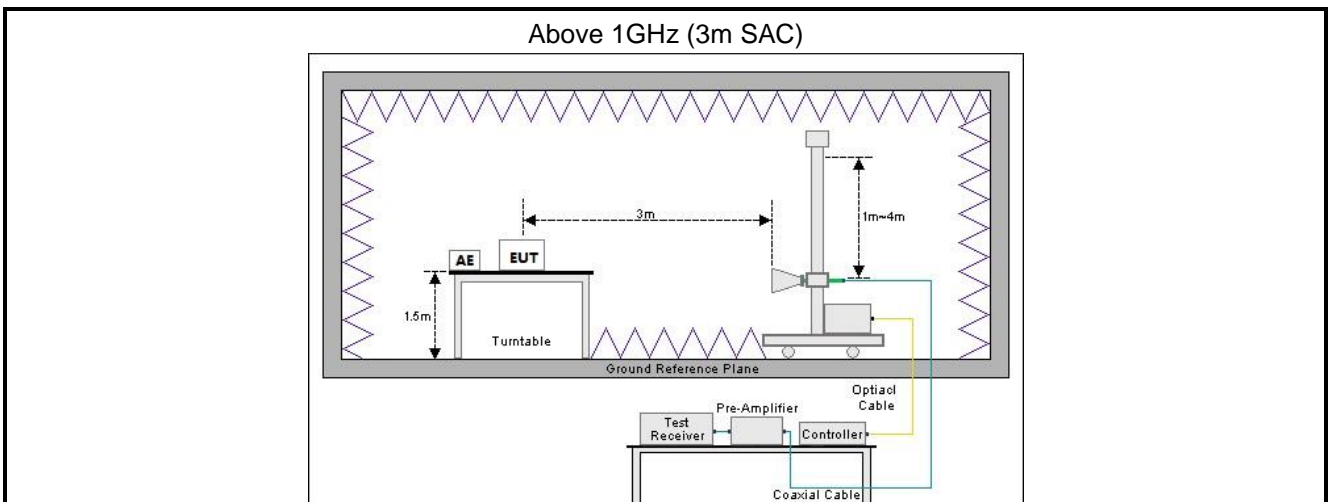 Above 1GHz (3m SAC)
3m
1m~4m
AE
EUT
1.5m
Turntable
Ground Reference Plane
Optiacl
Cable
Pre-Amplifier
Test
Receiver
Controller
Coaxial Cable